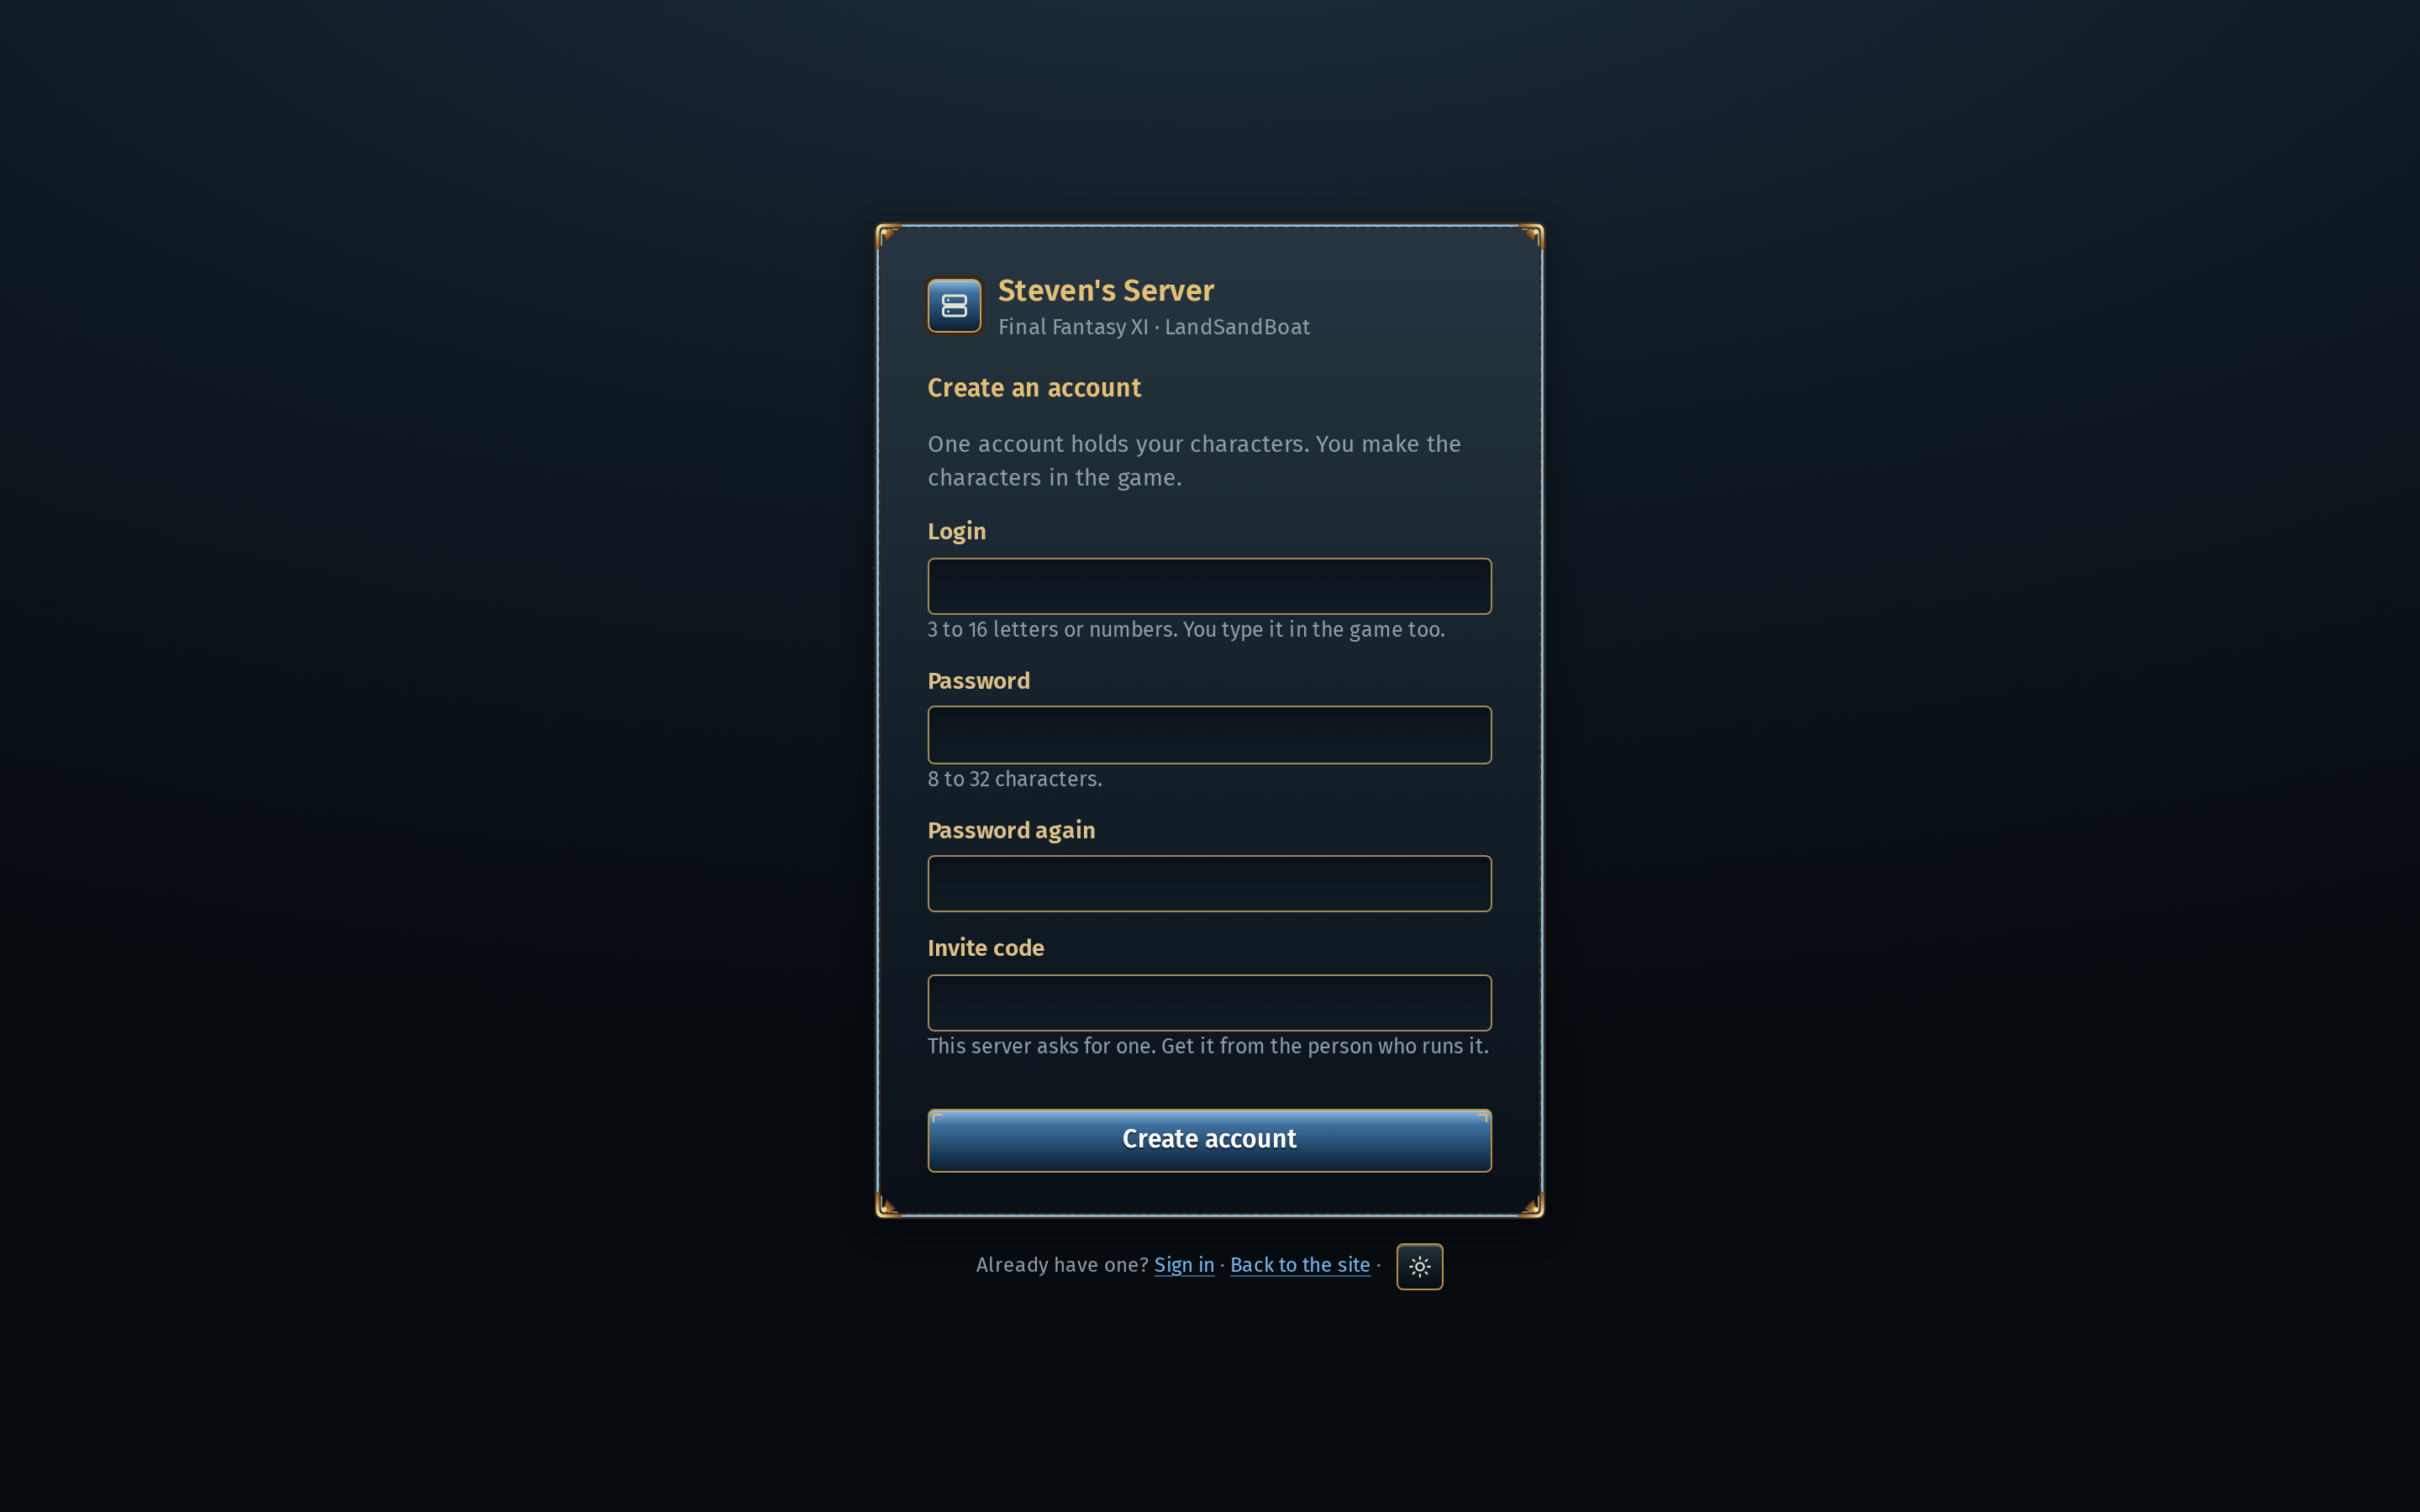 Steven's Server
Final Fantasy XI · LandSandBoat
Create an account
One account holds your characters. You make the
characters in the game.
Login
3 to 16 letters or numbers. You type it in the game too.
Password
8 to 32 characters.
Password again
Invite code
This server asks for one. Get it from the person who runs it.
Create account
Already have one? Sign in · Back to the site ·